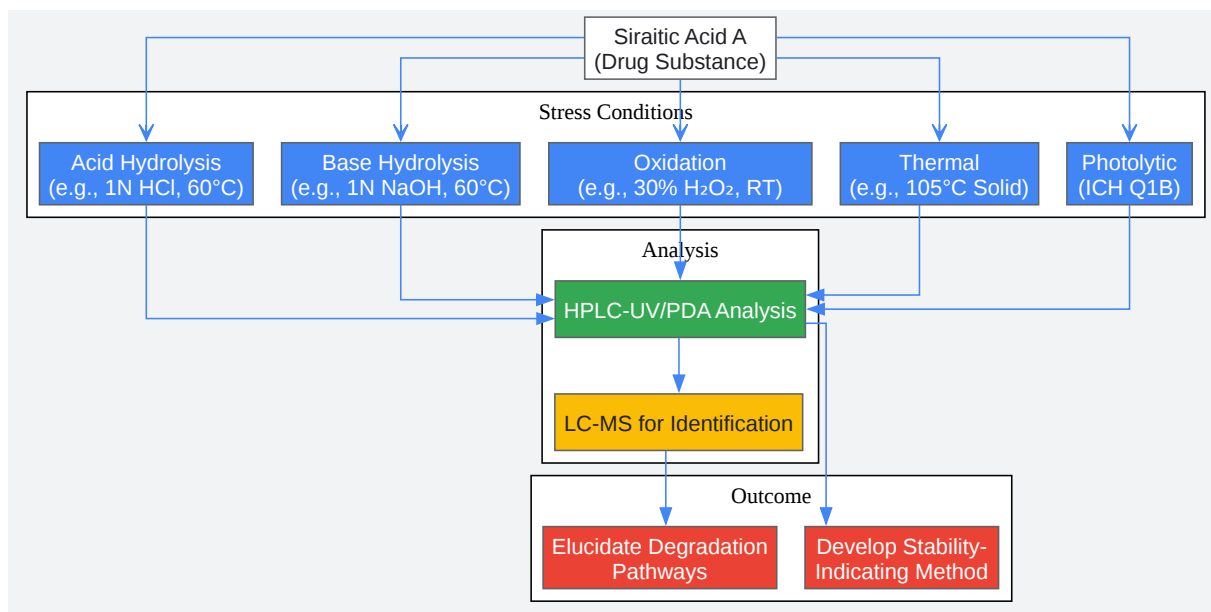 Siraitic Acid A
(Drug Substance)
Stress Conditions
Acid Hydrolysis
(e.g., 1N HCl, 60°C)
Base Hydrolysis
(e.g., 1N NaOH, 60°C)
Oxidation
(e.g., 30% H₂O₂, RT)
Thermal
(e.g., 105°C Solid)
Photolytic
(ICH Q1B)
Analysis
HPLC-UV/PDA Analysis
LC-MS for Identification
Outcome
Elucidate Degradation
Pathways
Develop Stability-
Indicating Method